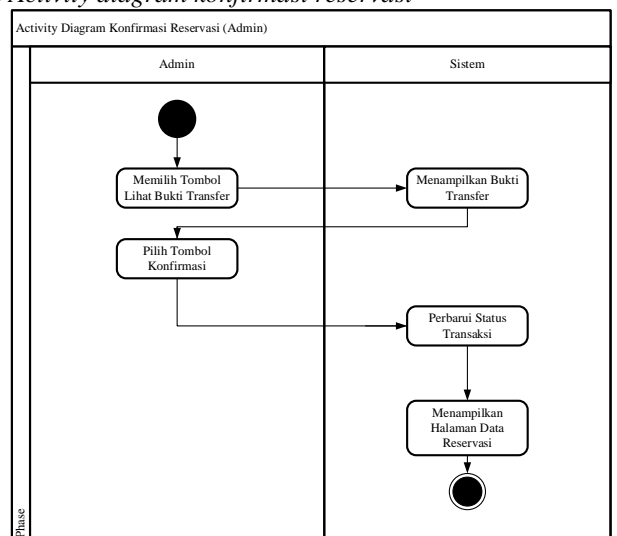 Activity diagram konfirmasi reservasi
Activity Diagram Konfirmasi Reservasi (Admin)
Admin
Sistem
Memilih Tombol
Lihat Bukti Transfer
Menampilkan Bukti
Transfer
Pilih Tombol
Konfirmasi
Perbarui Status
Transaksi
Menampilkan
Halaman Data
Reservasi
Phase